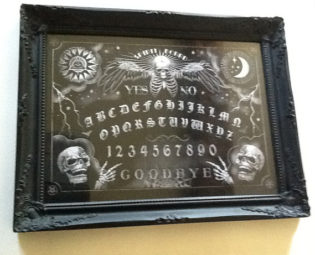 YES NO
ABCDEFGHIJKLM
NOPQRSTUVWXYZ
1234567890
GOODBYE